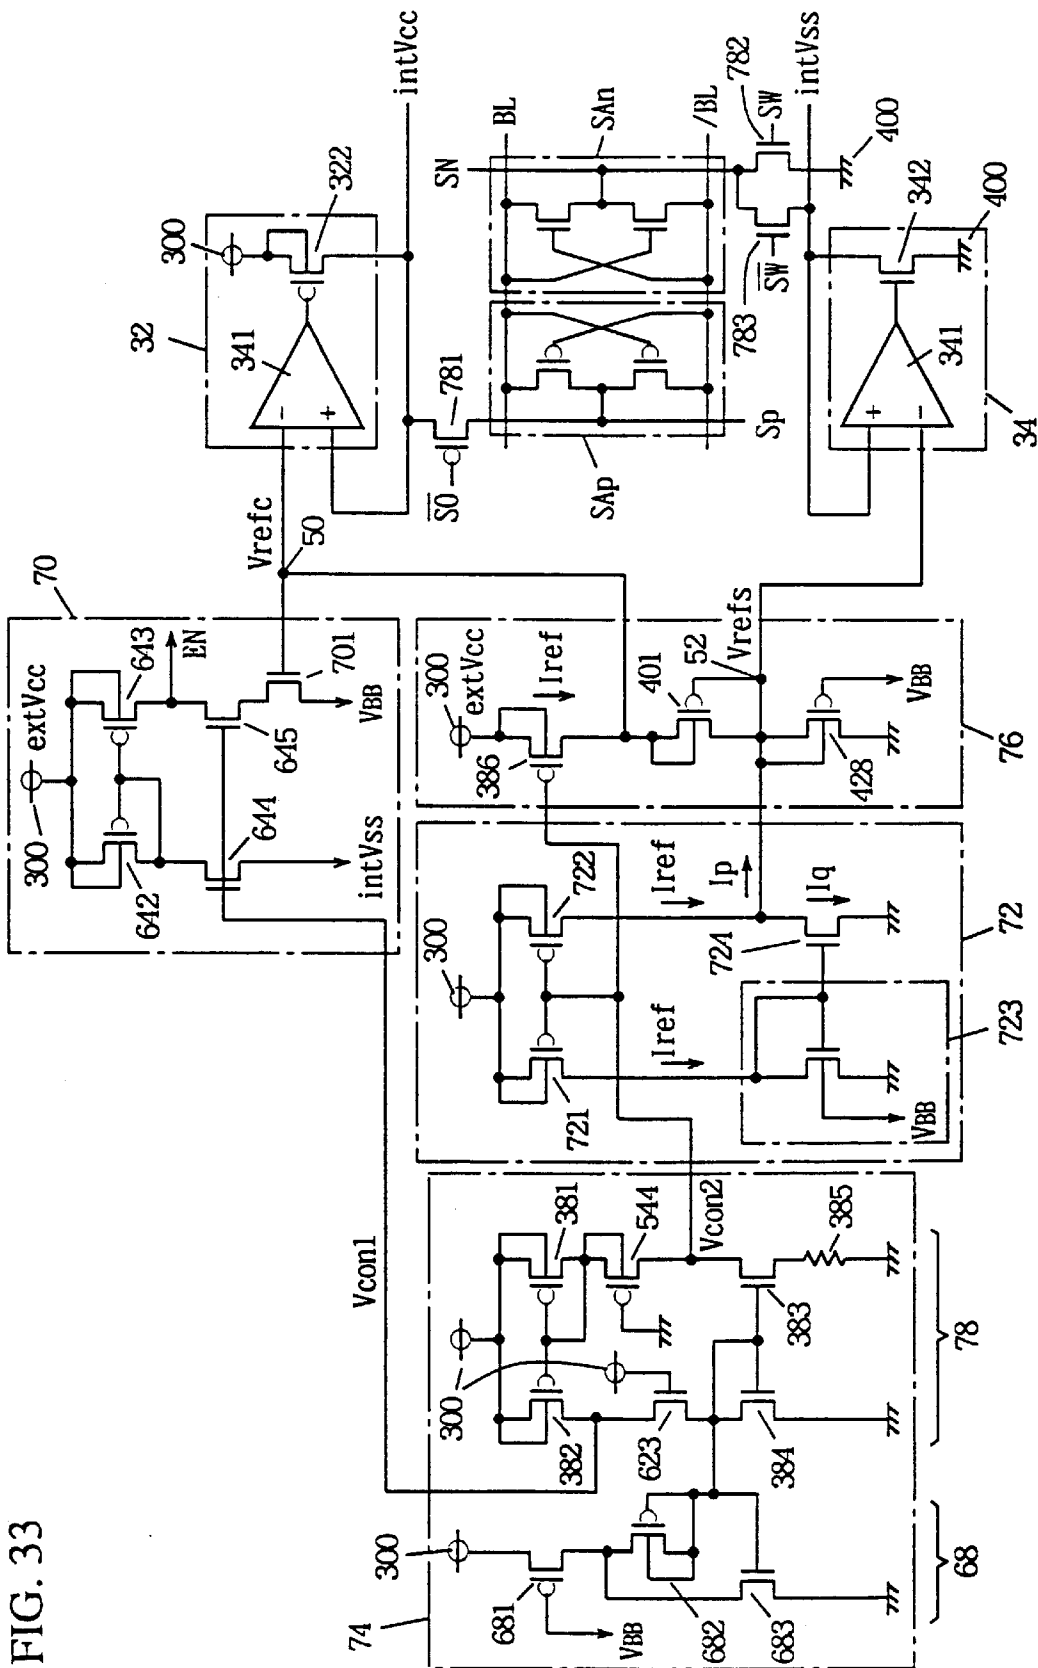 FIG. 33
74
300
681
VBB
682
683
68
Vcon1
300
382
381
544
623
384
Vcon2
383
385
78
70
300
extVcc
642
643
EN
644
645
intVss
701
VBB
300
721
722
Iref
Iref
Ip
Iq
724
VBB
723
72
300
extVcc
386
Iref
401
52
Vrefs
428
VBB
76
Vrefc
50
32
341
-
+
300
322
intVcc
S0
781
SAp
Sp
SN
BL
SAn
/BL
783
SW
782
SW
400
intVss
341
+
-
342
400
34